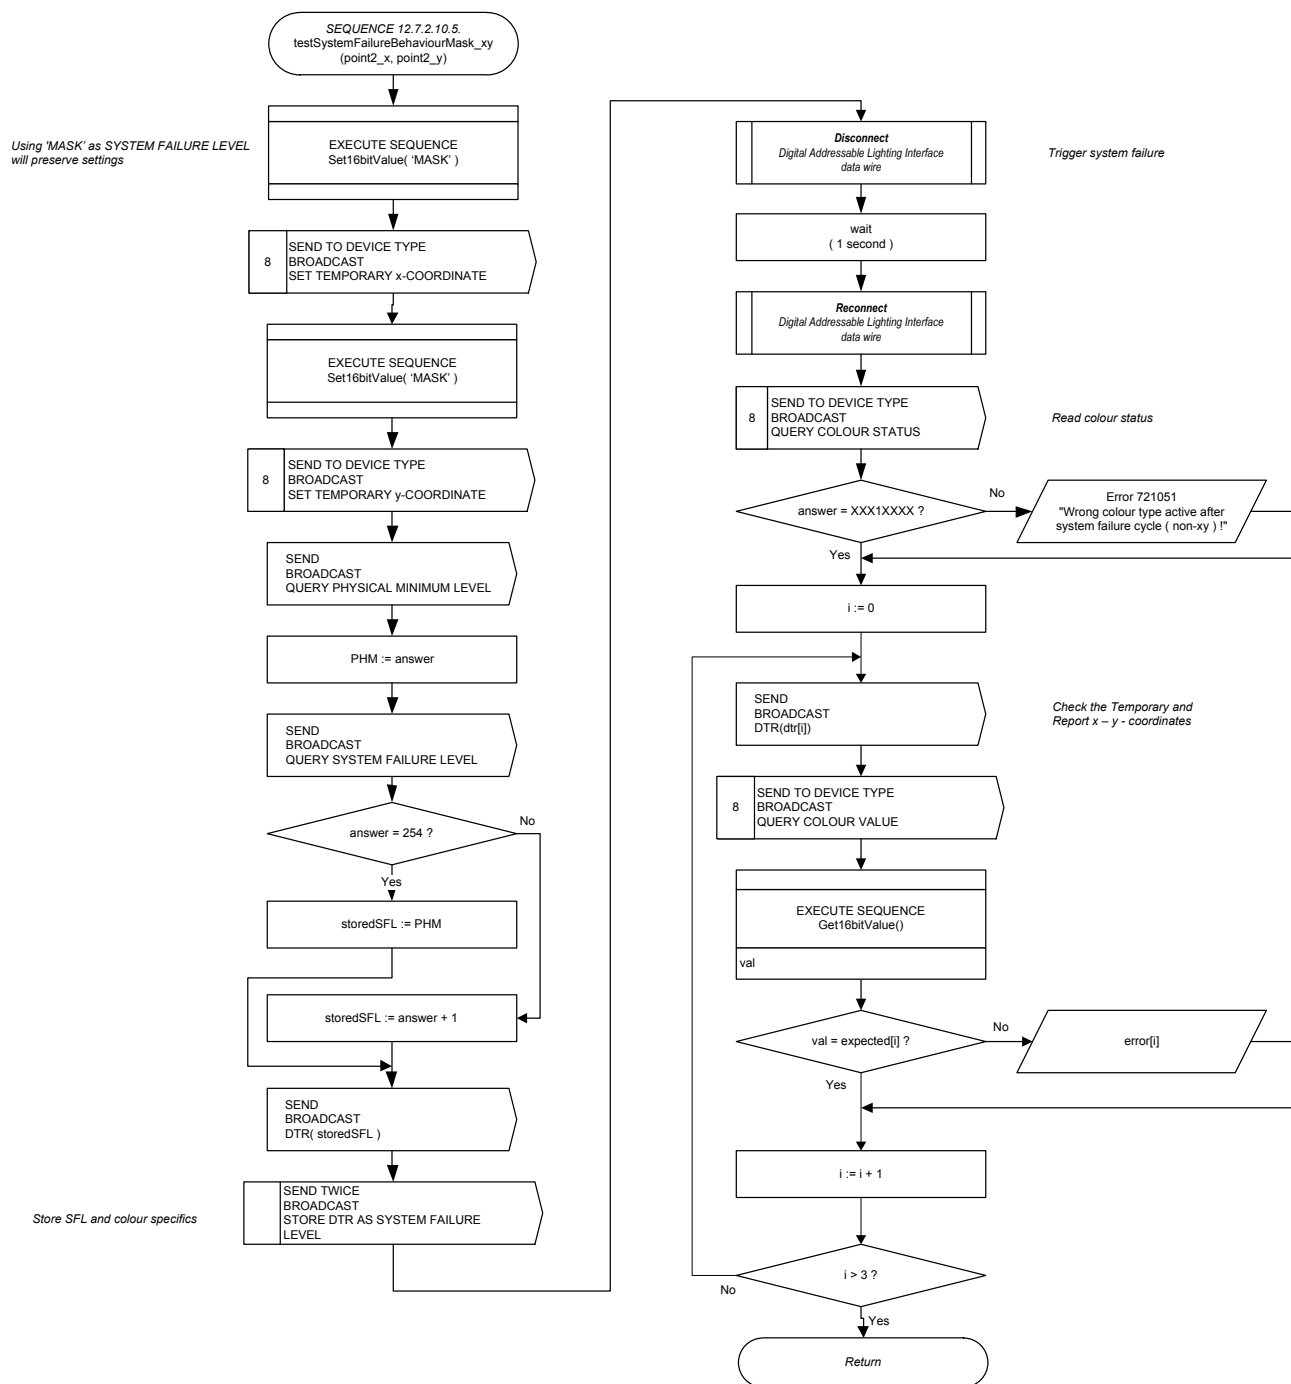 SEQUENCE 12.7.2.10.5.
testSystemFailureBehaviourMask_xy
(point2_x, point2_y)
Using 'MASK' as SYSTEM FAILURE LEVEL
will preserve settings
EXECUTE SEQUENCE
Set16bitValue( 'MASK' )
8
SEND TO DEVICE TYPE
BROADCAST
SET TEMPORARY x-COORDINATE
EXECUTE SEQUENCE
Set16bitValue( 'MASK' )
8
SEND TO DEVICE TYPE
BROADCAST
SET TEMPORARY y-COORDINATE
SEND
BROADCAST
QUERY PHYSICAL MINIMUM LEVEL
PHM := answer
SEND
BROADCAST
QUERY SYSTEM FAILURE LEVEL
answer = 254 ?
No
Yes
storedSFL := PHM
storedSFL := answer + 1
SEND
BROADCAST
DTR( storedSFL )
Store SFL and colour specifics
SEND TWICE
BROADCAST
STORE DTR AS SYSTEM FAILURE
LEVEL
Disconnect
Digital Addressable Lighting Interface
data wire
Trigger system failure
wait
( 1 second )
Reconnect
Digital Addressable Lighting Interface
data wire
8
SEND TO DEVICE TYPE
BROADCAST
QUERY COLOUR STATUS
Read colour status
answer = XXX1XXXX ?
No
Error 721051
"Wrong colour type active after
system failure cycle ( non-xy ) !"
Yes
i := 0
SEND
BROADCAST
DTR(dtr[i])
Check the Temporary and
Report x – y - coordinates
8
SEND TO DEVICE TYPE
BROADCAST
QUERY COLOUR VALUE
EXECUTE SEQUENCE
Get16bitValue()
val
val = expected[i] ?
No
error[i]
Yes
i := i + 1
i > 3 ?
No
Yes
Return